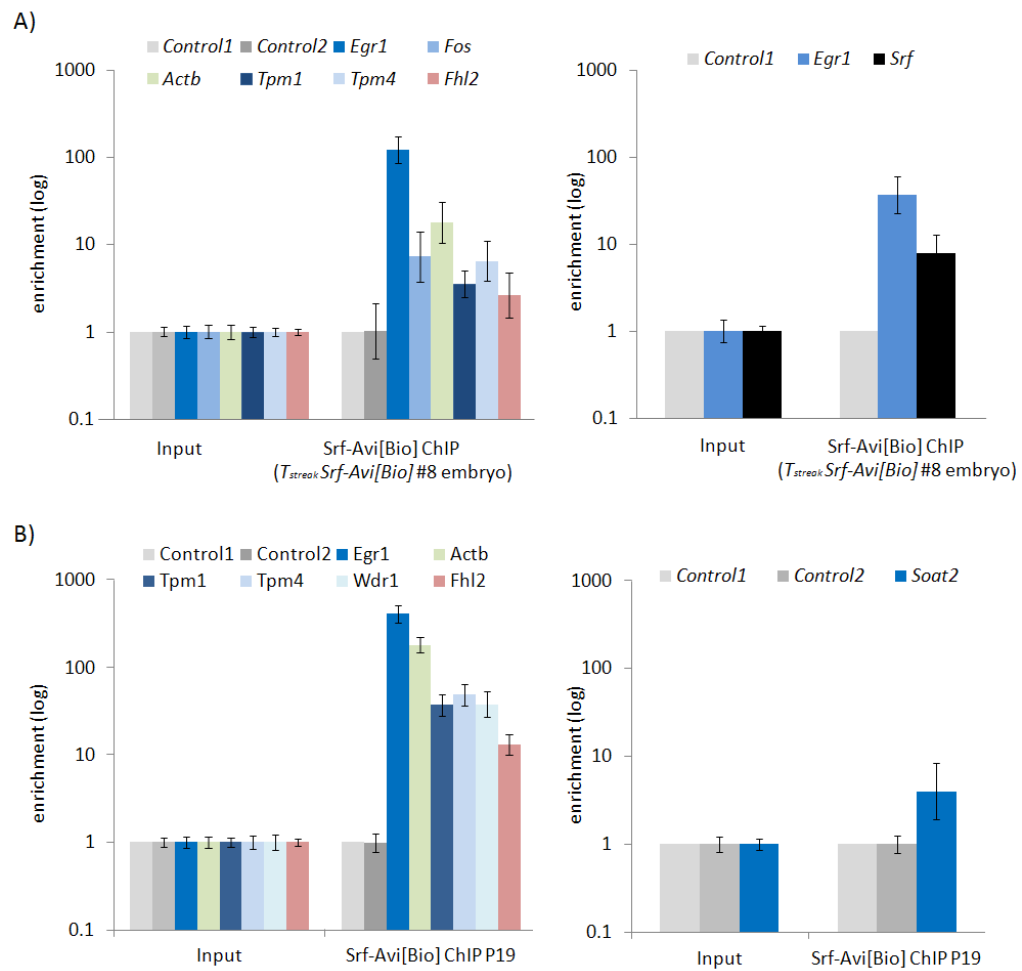 A)
Control1 Control2 Egr1 Fos
Actb Tpm1 Tpm4 Fhl2
1000
100
10
1
0.1
enrichment (log)
Input
Srf-Avi[Bio] ChIP
(Tstreak Srf-Avi[Bio] #8 embryo)
Control1 Egr1 Srf
1000
100
10
1
0.1
enrichment (log)
Input
Srf-Avi[Bio] ChIP
(Tstreak Srf-Avi[Bio] #8 embryo)
B)
Control1 Control2 Egr1 Actb
Tpm1 Tpm4 Wdr1 Fhl2
1000
100
10
1
0.1
enrichment (log)
Input
Srf-Avi[Bio] ChIP P19
Control1 Control2 Soat2
1000
100
10
1
0.1
enrichment (log)
Input
Srf-Avi[Bio] ChIP P19